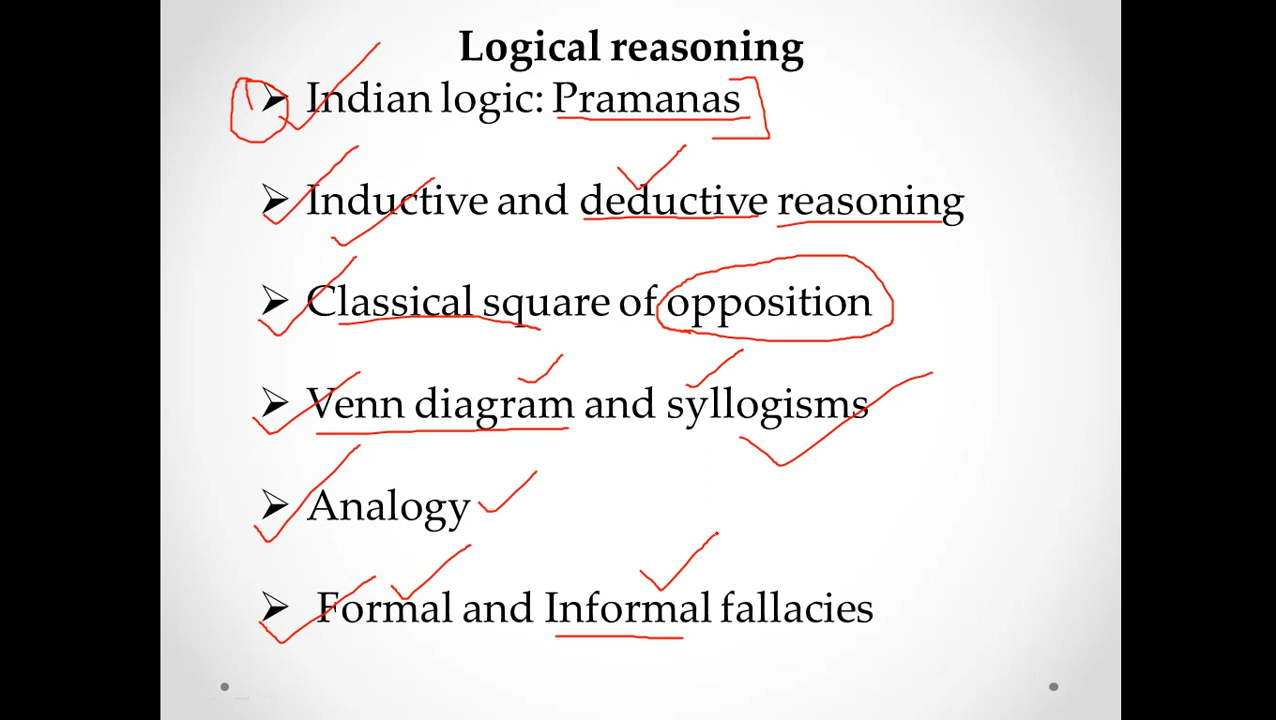 Logical reasoning
Indian logic: Pramanas
Inductive and deductive reasoning
Classical square of opposition
Venn diagram and syllogisms
Analogy
Formal and Informal fallacies